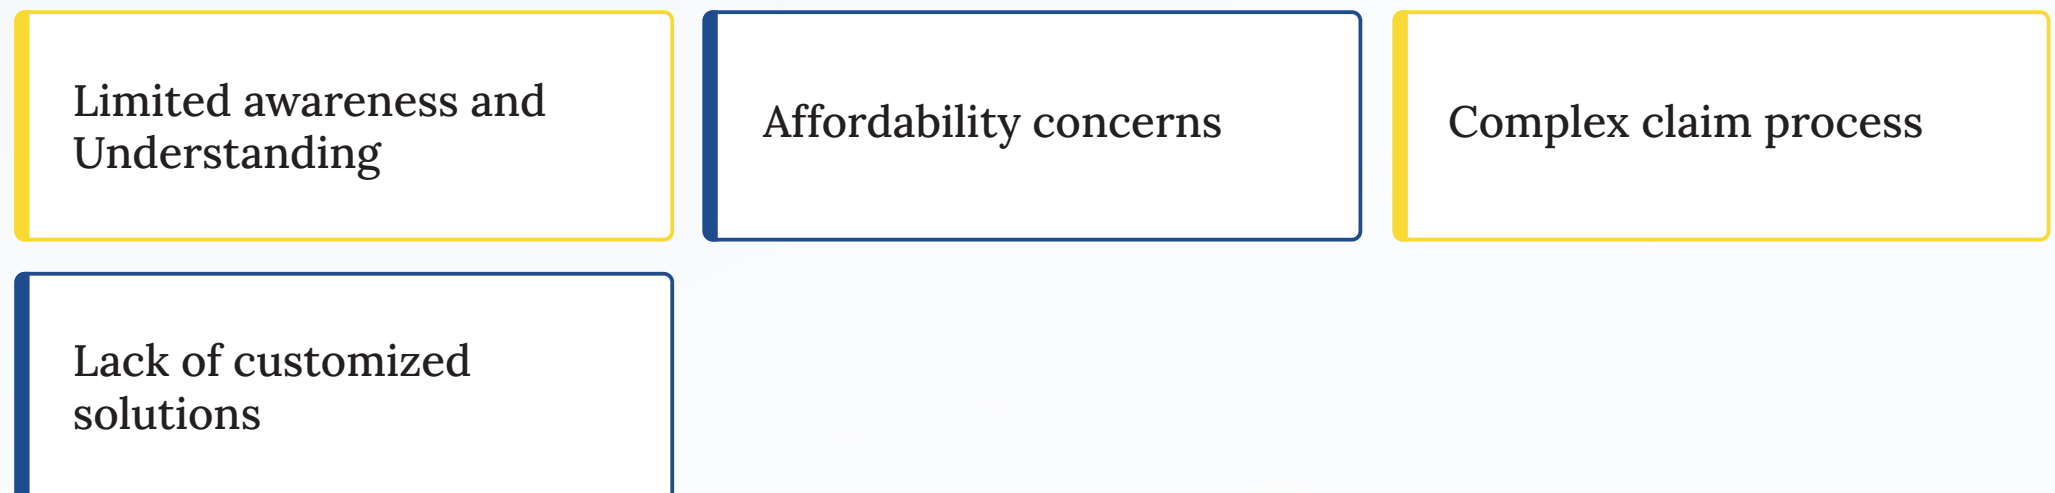 Limited awareness and
Understanding
Affordability concerns
Complex claim process
Lack of customized
solutions